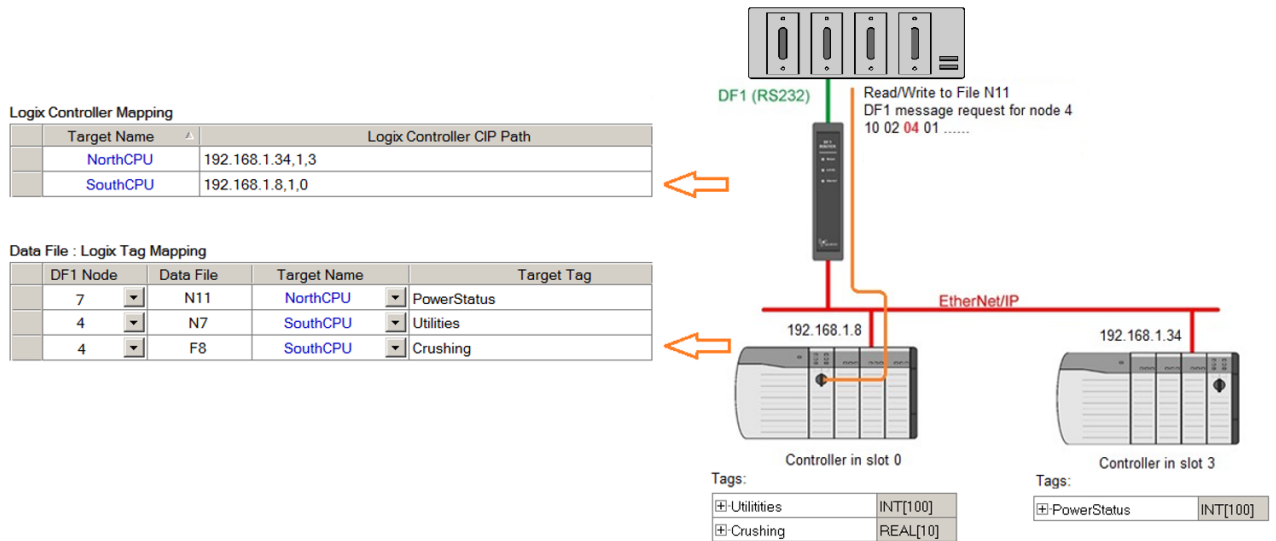 DF1 (RS232)
Read/Write to File N11
DF1 message request for node 4
10 02 04 01 ......
Logix Controller Mapping
Target Name Logix Controller CIP Path
NorthCPU 192.168.1.34,1,3
SouthCPU 192.168.1.8,1,0
Data File : Logix Tag Mapping
DF1 Node Data File Target Name Target Tag
7 N11 NorthCPU PowerStatus
4 N7 SouthCPU Utilities
4 F8 SouthCPU Crushing
EtherNet/IP
192.168.1.8
192.168.1.34
Controller in slot 0
Controller in slot 3
Tags:
Utilitities INT[100]
Crushing REAL[10]
Tags:
PowerStatus INT[100]